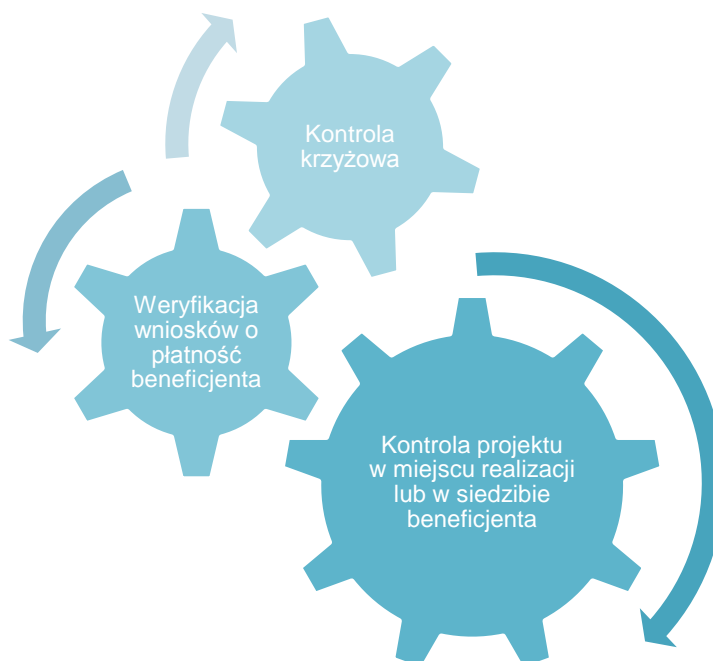 Kontrola
krzyżowa
Weryfikacja
wniosków o
płatność
beneficjenta
Kontrola projektu
w miejscu realizacji
lub w siedzibie
beneficjenta